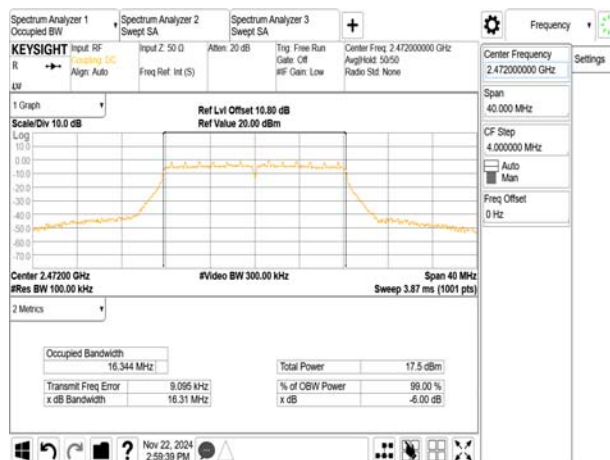 Spectrum Analyzer 1
Occupied BW
Spectrum Analyzer 2
Swept SA
Spectrum Analyzer 3
Swept SA
+
Frequency
KEYSIGHT
R
Input: RF
Coupling: DC
Align: Auto
Input Z: 50 Ω
Freq Ref: Int (S)
Atten: 20 dB
Trig: Free Run
Gate: Off
#IF Gain: Low
Center Freq: 2.472000000 GHz
Avg|Hold: 50/50
Radio Std: None
Center Frequency
2.472000000 GHz
Settings
Span
40.000 MHz
CF Step
4.000000 MHz
Auto
Man
Freq Offset
0 Hz
1 Graph
Scale/Div 10.0 dB
Ref Lvl Offset 10.80 dB
Ref Value 20.00 dBm
Log
10.0
0.00
-10.0
-20.0
-30.0
-40.0
-50.0
-60.0
-70.0
Center 2.47200 GHz
#Res BW 100.00 kHz
#Video BW 300.00 kHz
Span 40 MHz
Sweep 3.87 ms (1001 pts)
2 Metrics
Occupied Bandwidth
16.344 MHz
Transmit Freq Error 9.095 kHz
x dB Bandwidth 16.31 MHz
Total Power 17.5 dBm
% of OBW Power 99.00 %
x dB -6.00 dB
?
Nov 22, 2024
2:59:39 PM